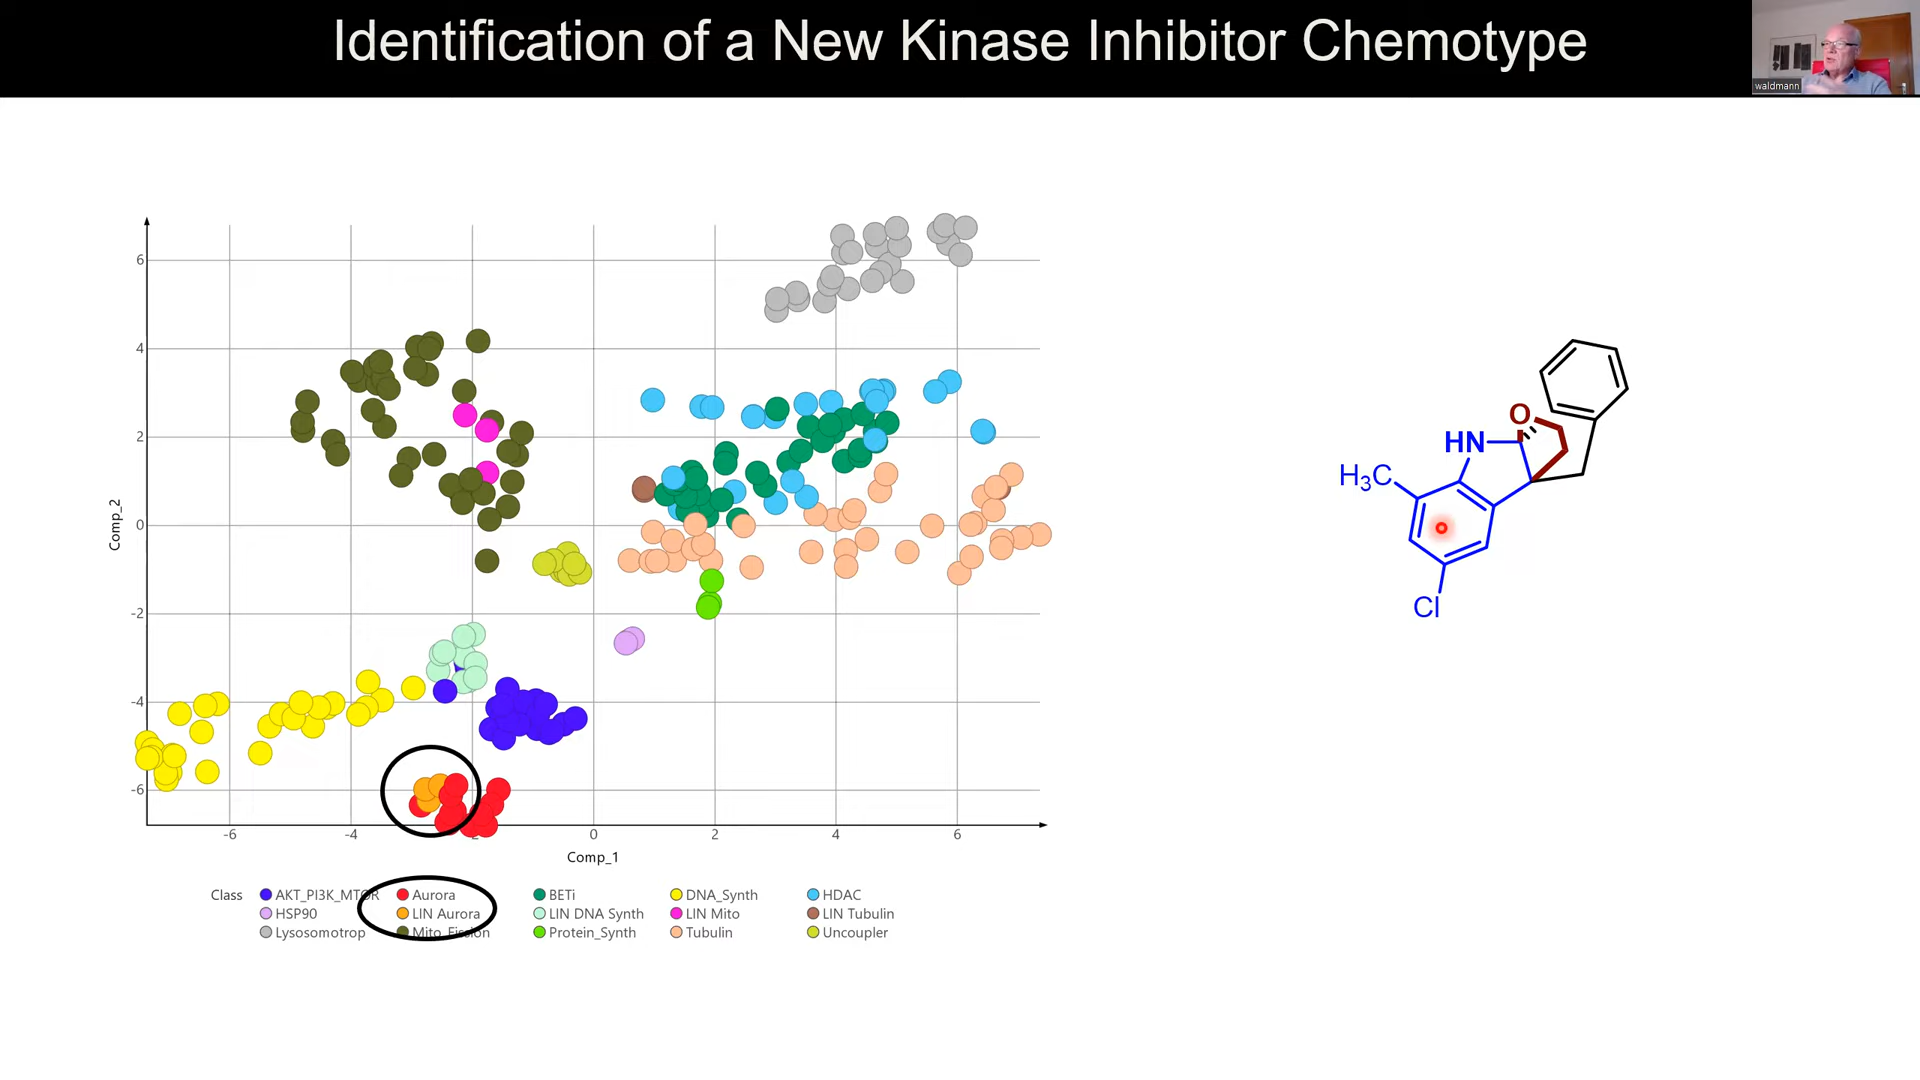 Identification of a New Kinase Inhibitor Chemotype
waldmann
6
4
2
0
-2
-4
-6
Comp_2
-6 -4 2 0 2 4 6
Comp_1
Class AKT_PI3K_MTOR Aurora BETi DNA_Synth HDAC
HSP90 LIN Aurora LIN DNA Synth LIN Mito LIN Tubulin
Lysosomotrop Mito_Fission Protein_Synth Tubulin Uncoupler
O
HN
H3C
Cl